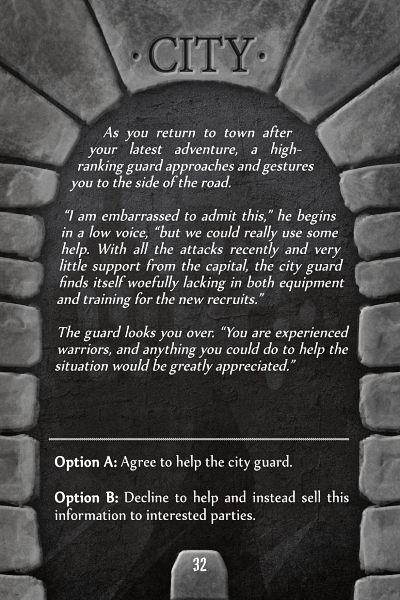 · CITY ·
As you return to town after
your latest adventure, a high-
ranking guard approaches and gestures
you to the side of the road.
“I am embarrassed to admit this,” he begins
in a low voice, “but we could really use some
help. With all the attacks recently and very
little support from the capital, the city guard
finds itself woefully lacking in both equipment
and training for the new recruits.”
The guard looks you over. “You are experienced
warriors, and anything you could do to help the
situation would be greatly appreciated.”
Option A: Agree to help the city guard.
Option B: Decline to help and instead sell this
information to interested parties.
32